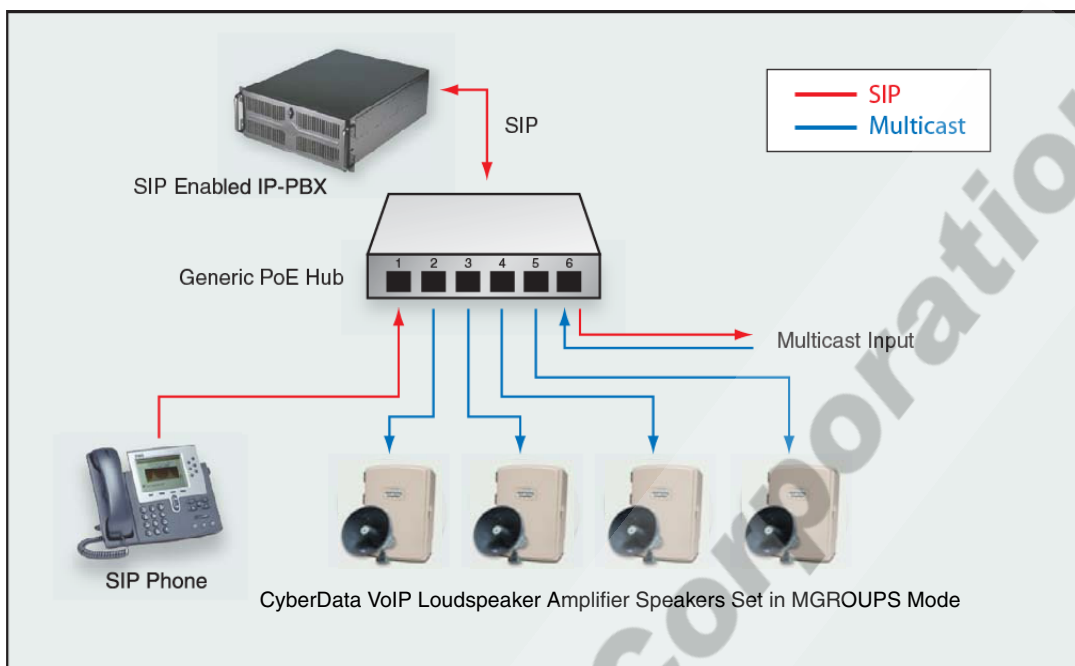 SIP
Multicast
SIP
SIP Enabled IP-PBX
1 2 3 4 5 6
Generic PoE Hub
Multicast Input
SIP Phone
CyberData VoIP Loudspeaker Amplifier Speakers Set in MGROUPS Mode
Corporation